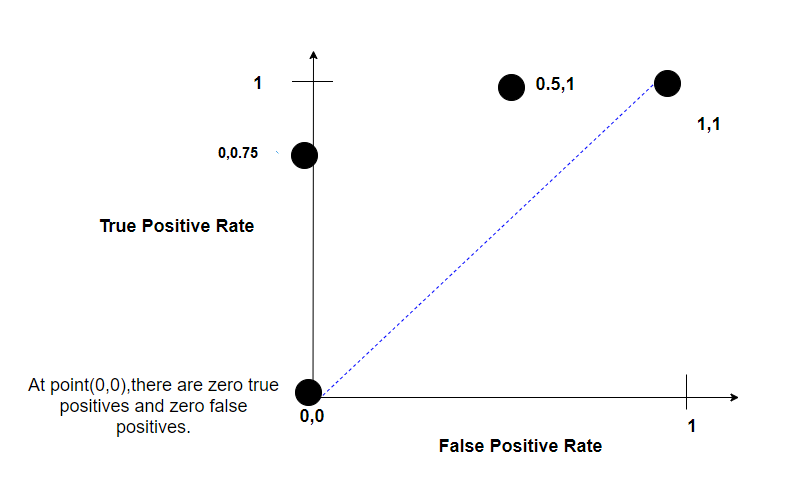 1
0.5,1
1,1
0,0.75
True Positive Rate
At point(0,0),there are zero true
positives and zero false
positives.
0,0
1
False Positive Rate